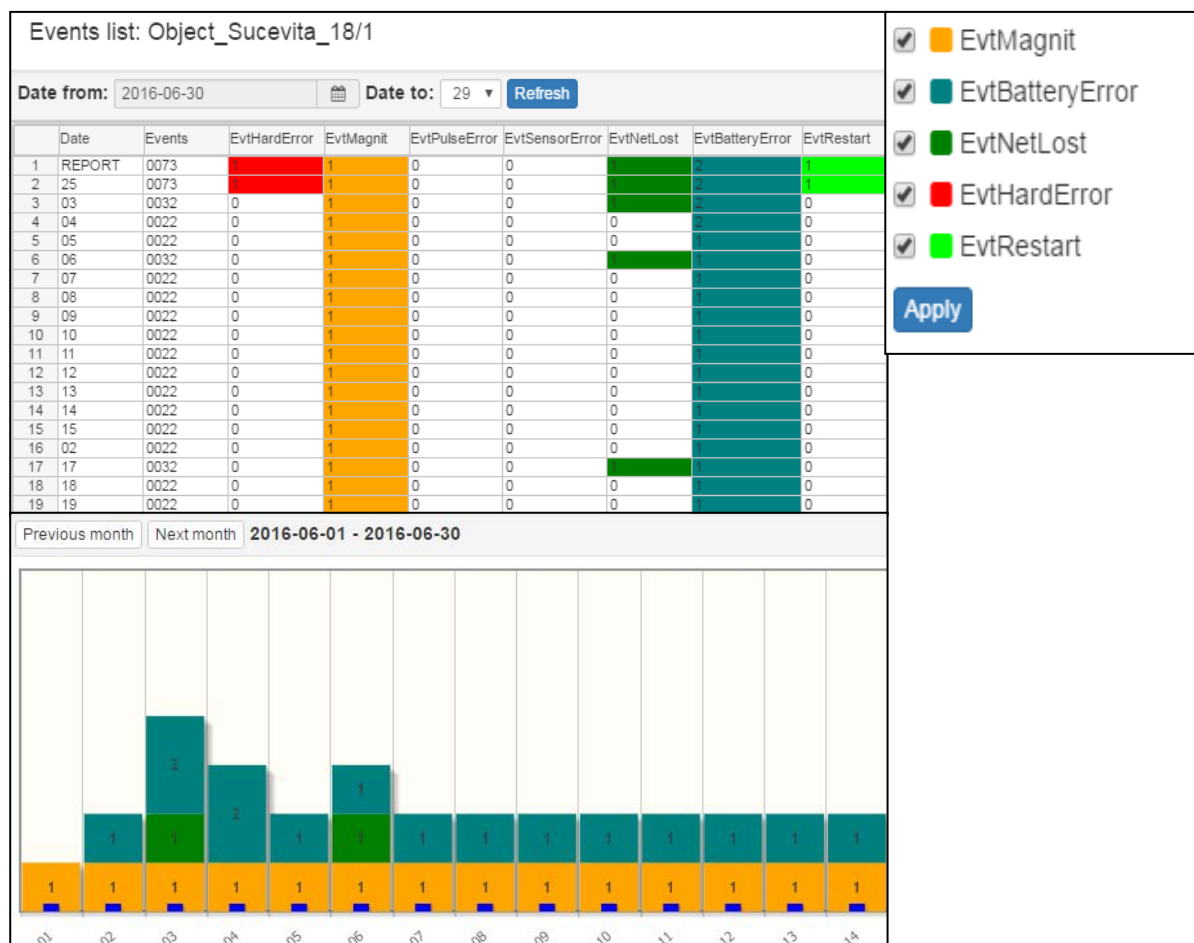 Events list: Object_Sucevita_18/1
Date from: 2016-06-30 Date to: 29 Refresh
Date Events EvtHardError EvtMagnit EvtPulseError EvtSensorError EvtNetLost EvtBatteryError EvtRestart
1 REPORT 0073 1 1 0 0 1 2 1
2 25 0073 1 1 0 0 1 2 1
3 03 0032 0 1 0 0 1 2 0
4 04 0022 0 1 0 0 0 2 0
5 05 0022 0 1 0 0 0 1 0
6 06 0032 0 1 0 0 1 1 0
7 07 0022 0 1 0 0 0 1 0
8 08 0022 0 1 0 0 0 1 0
9 09 0022 0 1 0 0 0 1 0
10 10 0022 0 1 0 0 0 1 0
11 11 0022 0 1 0 0 0 1 0
12 12 0022 0 1 0 0 0 1 0
13 13 0022 0 1 0 0 0 1 0
14 14 0022 0 1 0 0 0 1 0
15 15 0022 0 1 0 0 0 1 0
16 02 0022 0 1 0 0 0 1 0
17 17 0032 0 1 0 0 1 1 0
18 18 0022 0 1 0 0 0 1 0
19 19 0022 0 1 0 0 0 1 0
EvtMagnit
EvtBatteryError
EvtNetLost
EvtHardError
EvtRestart
Apply
Previous month Next month 2016-06-01 - 2016-06-30
2
1
2
1 1 1 1 1 1 1 1 1 1 1 1 1
1 1 1 1 1 1 1 1 1 1 1 1 1 1
01 02 03 04 05 06 07 08 09 10 11 12 13 14